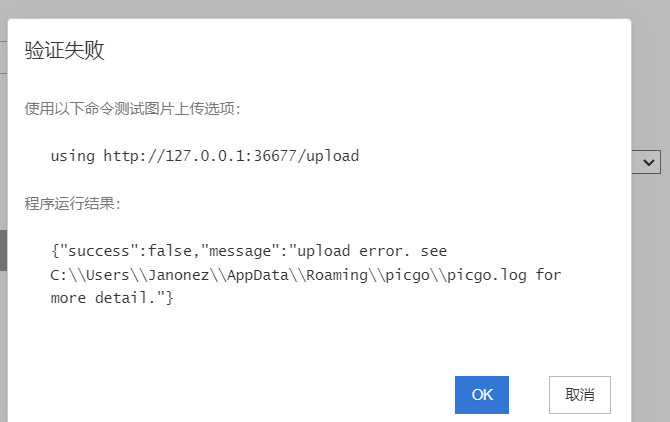 验证失败
使用以下命令测试图片上传选项：
using http://127.0.0.1:36677/upload
程序运行结果：
{"success":false,"message":"upload error. see
C:\\Users\\Janonez\\AppData\\Roaming\\picgo\\picgo.log for
more detail."}
OK
取消